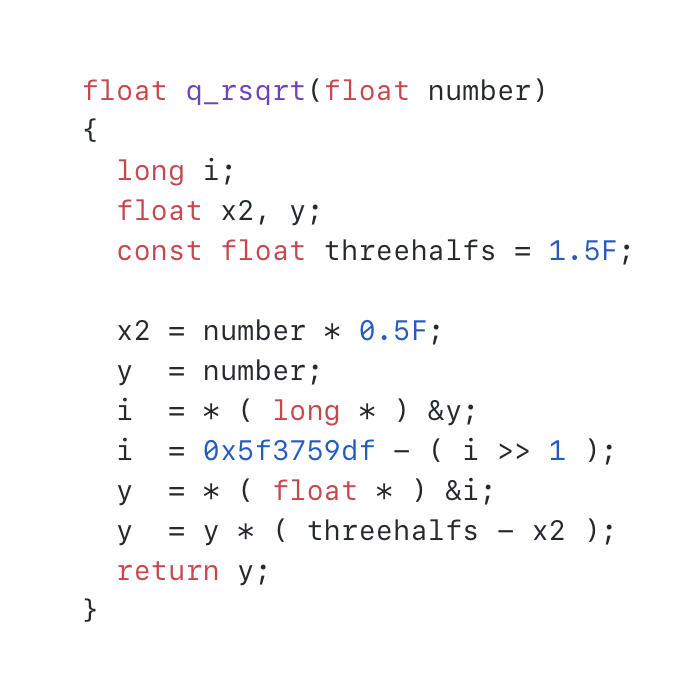 float q_rsqrt(float number)
{
  long i;
  float x2, y;
  const float threehalfs = 1.5F;

  x2 = number * 0.5F;
  y  = number;
  i  = * ( long * ) &y;
  i  = 0x5f3759df - ( i >> 1 );
  y  = * ( float * ) &i;
  y  = y * ( threehalfs - x2 );
  return y;
}